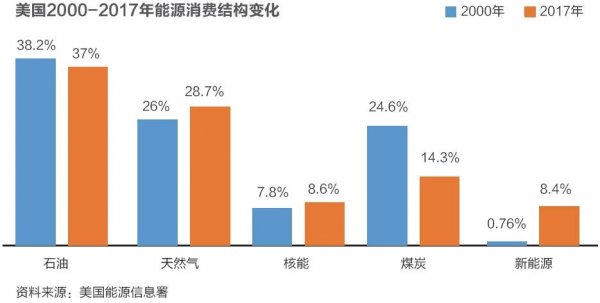 美国2000-2017年能源消费结构变化
2000年 2017年
38.2% 37% 26% 28.7% 7.8% 8.6% 24.6% 14.3% 0.76% 8.4%
石油 天然气 核能 煤炭 新能源
资料来源：美国能源信息署